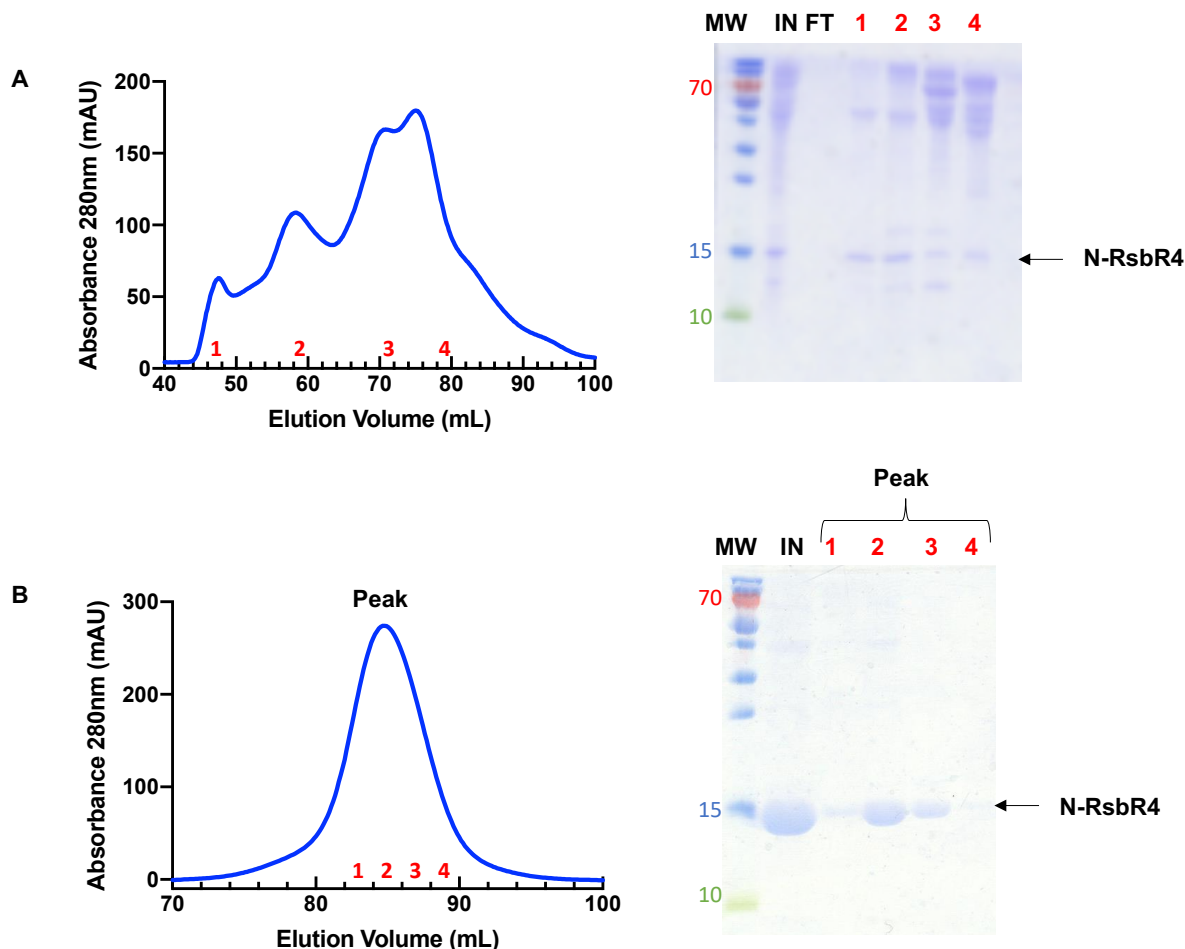 A
Absorbance 280nm (mAU)
200
150
100
50
0
1 2 3 4
40 50 60 70 80 90 100
Elution Volume (mL)
MW IN FT 1 2 3 4
70
15
10
N-RsbR4
B
Absorbance 280nm (mAU)
Peak
300
200
100
0
1 2 3 4
70 80 90 100
Elution Volume (mL)
Peak
MW IN 1 2 3 4
70
15
10
N-RsbR4